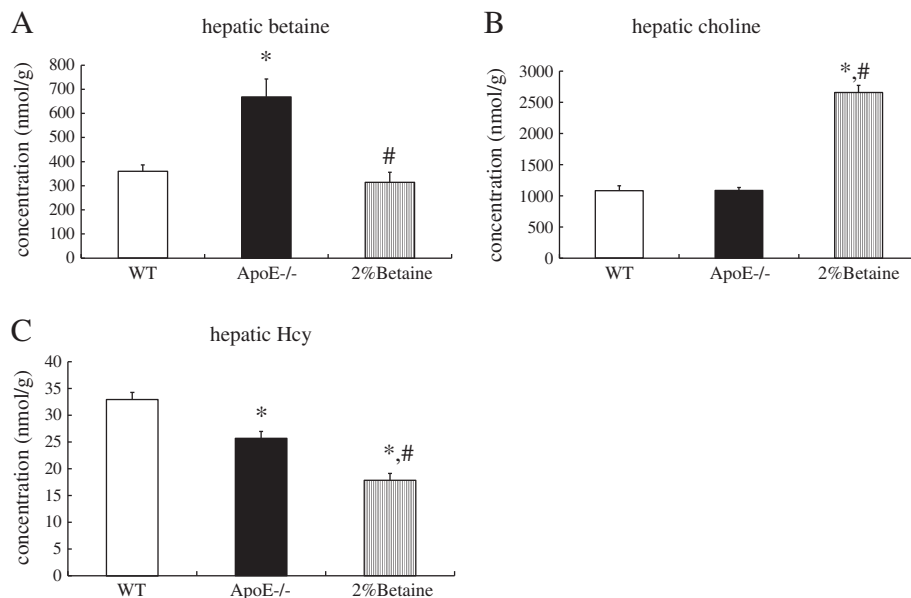 A
hepatic betaine
concentration (nmol/g)
800
700
600
500
400
300
200
100
0
*
#
WT
ApoE-/-
2%Betaine
B
hepatic choline
concentration (nmol/g)
3000
2500
2000
1500
1000
500
0
*,#
WT
ApoE-/-
2%Betaine
C
hepatic Hcy
concentration (nmol/g)
40
35
30
25
20
15
10
5
0
*
*,#
WT
ApoE-/-
2%Betaine